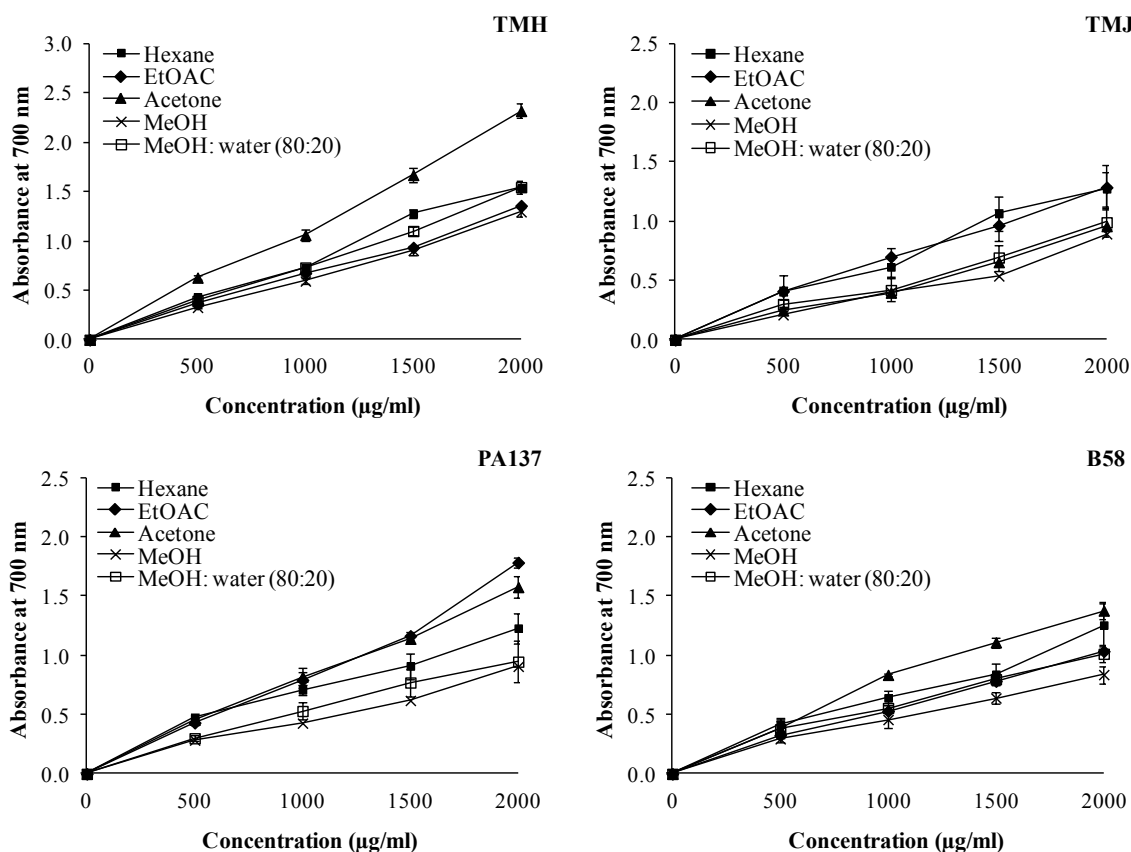 TMH
3.0
2.5
2.0
1.5
1.0
0.5
0.0
Absorbance at 700 nm
Hexane
EtOAC
Acetone
MeOH
MeOH: water (80:20)
0 500 1000 1500 2000
Concentration (µg/ml)
TMJ
2.5
2.0
1.5
1.0
0.5
0.0
Absorbance at 700 nm
Hexane
EtOAC
Acetone
MeOH
MeOH: water (80:20)
0 500 1000 1500 2000
Concentration (µg/ml)
PA137
2.5
2.0
1.5
1.0
0.5
0.0
Absorbance at 700 nm
Hexane
EtOAC
Acetone
MeOH
MeOH: water (80:20)
0 500 1000 1500 2000
Concentration (µg/ml)
B58
2.5
2.0
1.5
1.0
0.5
0.0
Absorbance at 700 nm
Hexane
EtOAC
Acetone
MeOH
MeOH: water (80:20)
0 500 1000 1500 2000
Concentration (µg/ml)